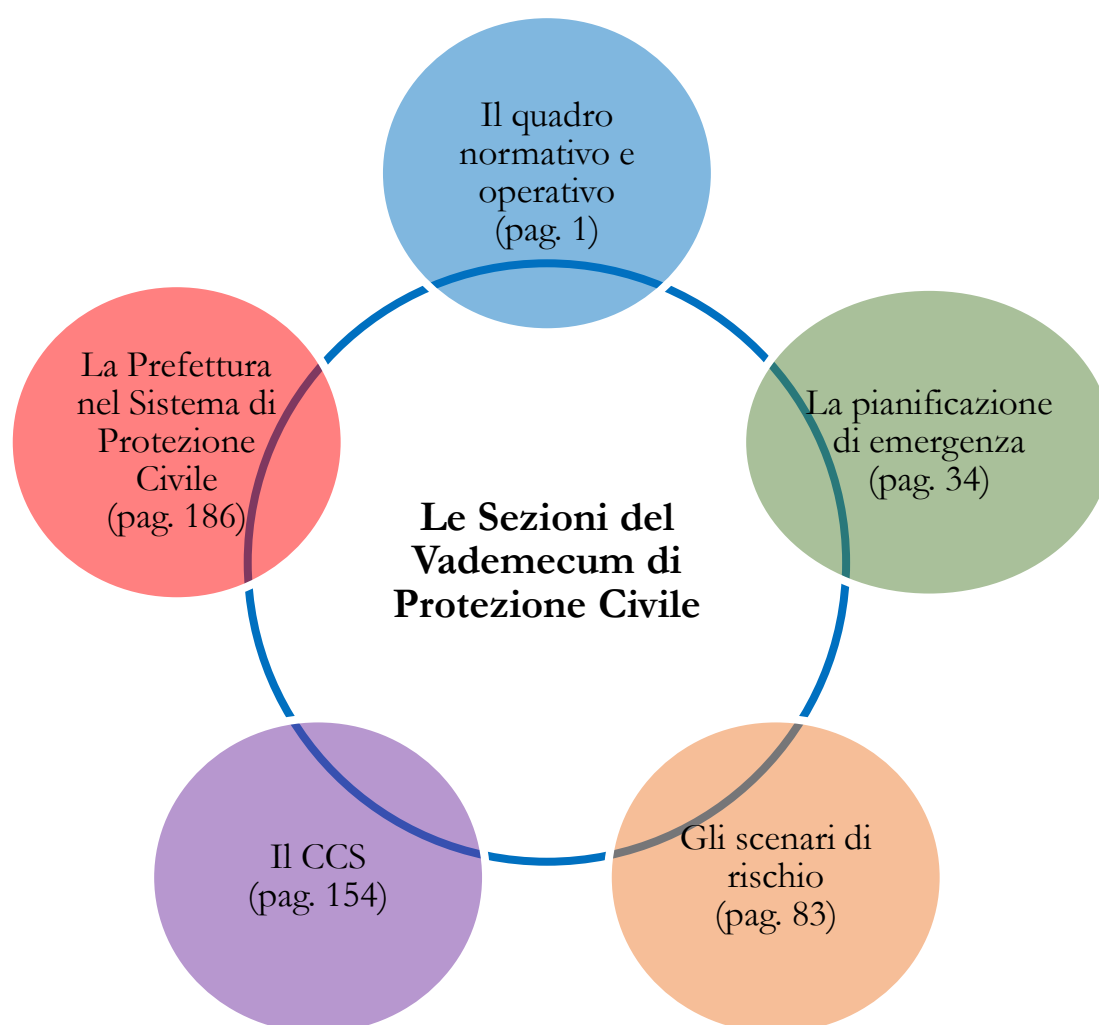 Il quadro
normativo e
operativo
(pag. 1)
La pianificazione
di emergenza
(pag. 34)
Gli scenari di
rischio
(pag. 83)
Il CCS
(pag. 154)
La Prefettura
nel Sistema di
Protezione
Civile
(pag. 186)
Le Sezioni del
Vademecum di
Protezione Civile